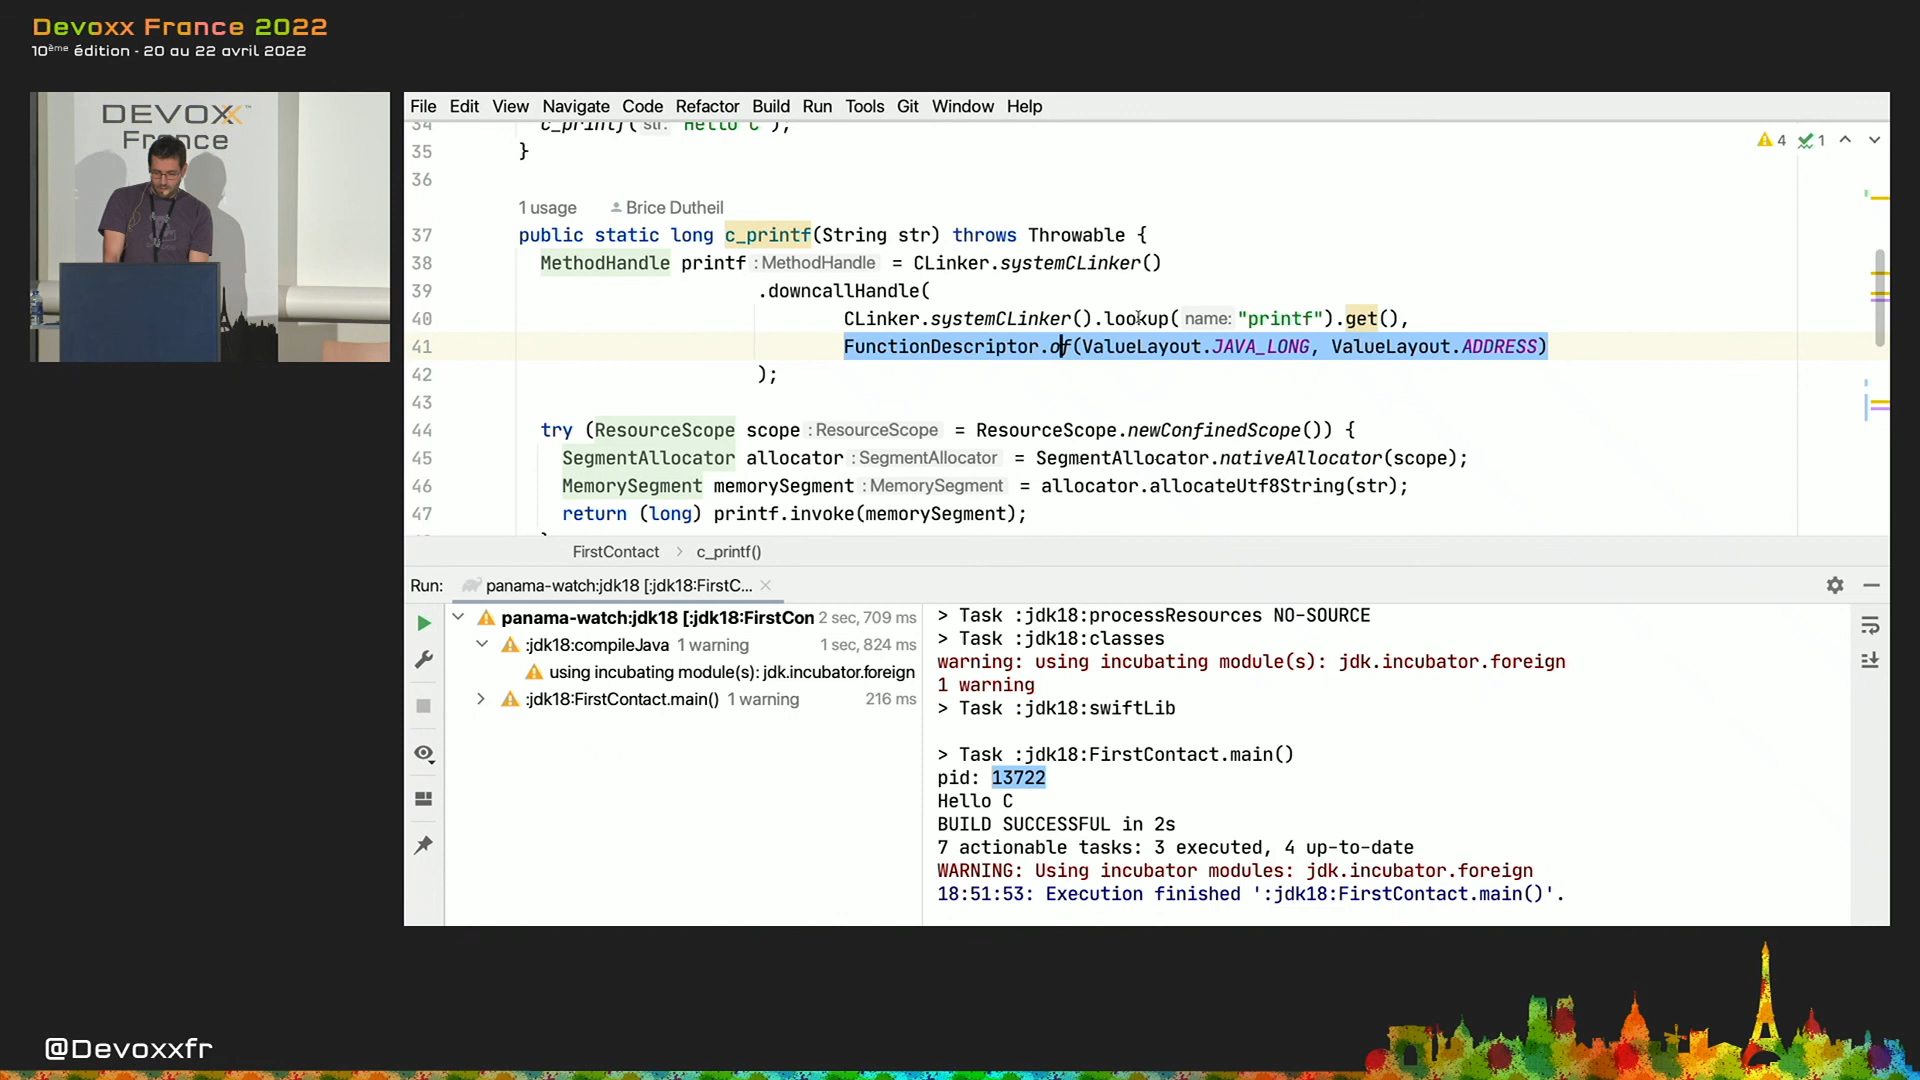 Devoxx France 2022
10ème édition - 20 au 22 avril 2022
DEVOXX™
France
File Edit View Navigate Code Refactor Build Run Tools Git Window Help
34 c_printf( str: "Hello C");
35 }
36
1 usage Brice Dutheil
37 public static long c_printf(String str) throws Throwable {
38 MethodHandle printf : MethodHandle = CLinker.systemCLinker()
39 .downcallHandle(
40 CLinker.systemCLinker().lookup( name: "printf").get(),
41 FunctionDescriptor.of(ValueLayout.JAVA_LONG, ValueLayout.ADDRESS)
42 );
43
44 try (ResourceScope scope : ResourceScope = ResourceScope.newConfinedScope()) {
45 SegmentAllocator allocator : SegmentAllocator = SegmentAllocator.nativeAllocator(scope);
46 MemorySegment memorySegment : MemorySegment = allocator.allocateUtf8String(str);
47 return (long) printf.invoke(memorySegment);
4 1
FirstContact > c_printf()
Run: panama-watch:jdk18 [:jdk18:FirstC...
panama-watch:jdk18 [:jdk18:FirstCon 2 sec, 709 ms
:jdk18:compileJava 1 warning 1 sec, 824 ms
using incubating module(s): jdk.incubator.foreign
:jdk18:FirstContact.main() 1 warning 216 ms
> Task :jdk18:processResources NO-SOURCE
> Task :jdk18:classes
warning: using incubating module(s): jdk.incubator.foreign
1 warning
> Task :jdk18:swiftLib
> Task :jdk18:FirstContact.main()
pid: 13722
Hello C
BUILD SUCCESSFUL in 2s
7 actionable tasks: 3 executed, 4 up-to-date
WARNING: Using incubator modules: jdk.incubator.foreign
18:51:53: Execution finished ':jdk18:FirstContact.main()'.
@Devoxxfr